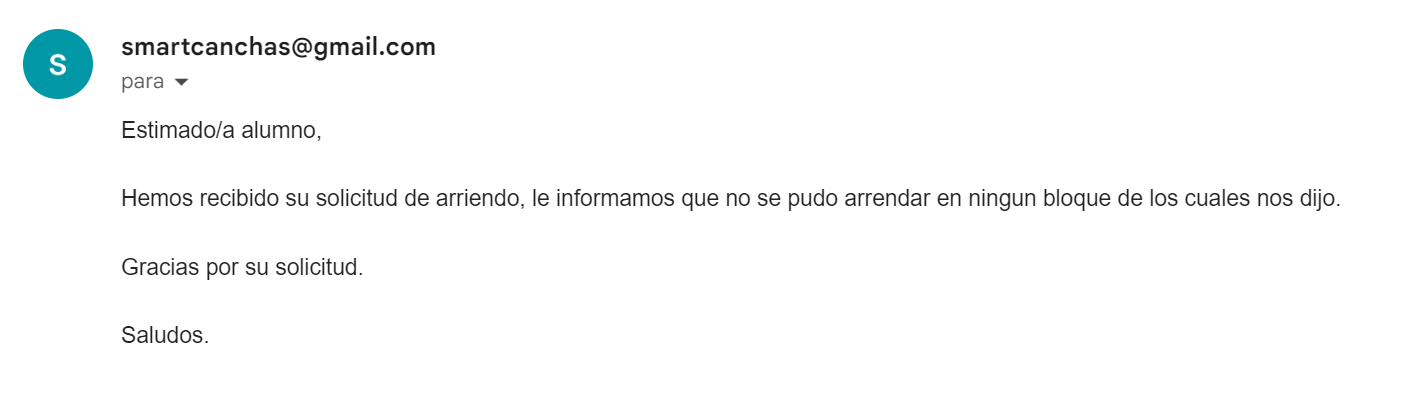 S
smartcanchas@gmail.com
para
Estimado/a alumno,
Hemos recibido su solicitud de arriendo, le informamos que no se pudo arrendar en ningun bloque de los cuales nos dijo.
Gracias por su solicitud.
Saludos.